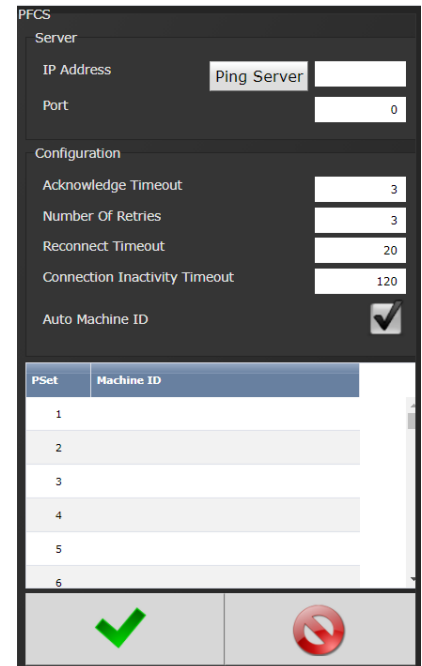 PFCS
Server
IP Address Ping Server
Port 0
Configuration
Acknowledge Timeout 3
Number Of Retries 3
Reconnect Timeout 20
Connection Inactivity Timeout 120
Auto Machine ID
PSet Machine ID
1
2
3
4
5
6